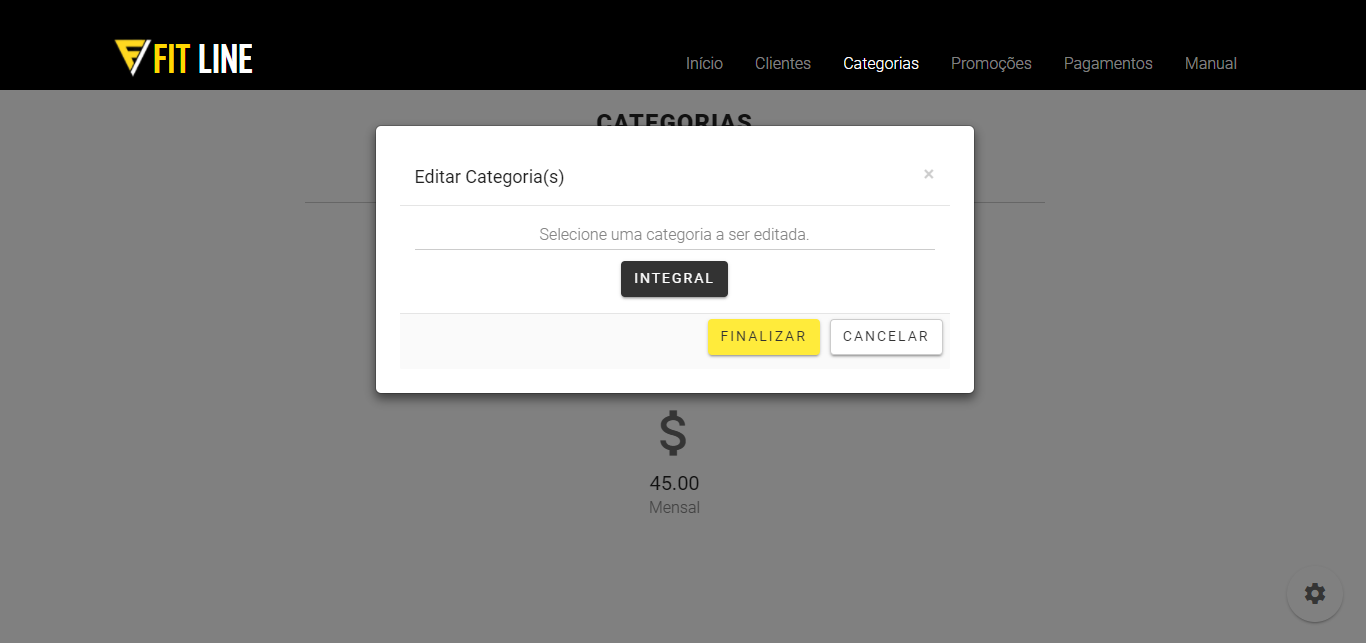 FIT LINE
Início Clientes Categorias Promoções Pagamentos Manual
CATEGORIAS
Editar Categoria(s) ×
Selecione uma categoria a ser editada.
INTEGRAL
FINALIZAR CANCELAR
$
45.00
Mensal